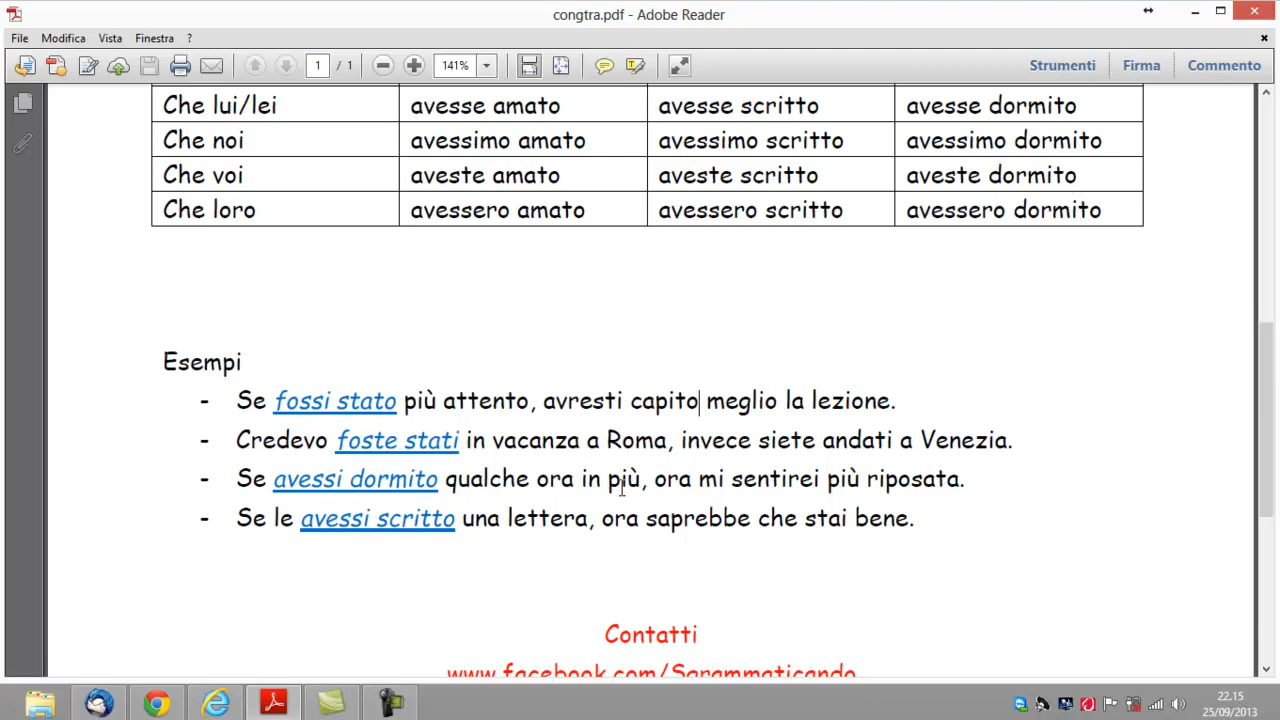 congtra.pdf - Adobe Reader
File Modifica Vista Finestra ?
1 / 1 141% Strumenti Firma Commento
Che lui/lei avesse amato avesse scritto avesse dormito
Che noi avessimo amato avessimo scritto avessimo dormito
Che voi aveste amato aveste scritto aveste dormito
Che loro avessero amato avessero scritto avessero dormito
Esempi
- Se fossi stato più attento, avresti capito meglio la lezione.
- Credevo foste stati in vacanza a Roma, invece siete andati a Venezia.
- Se avessi dormito qualche ora in più, ora mi sentirei più riposata.
- Se le avessi scritto una lettera, ora saprebbe che stai bene.
Contatti
www.facebook.com/Sgrammaticando
22.15
25/09/2013